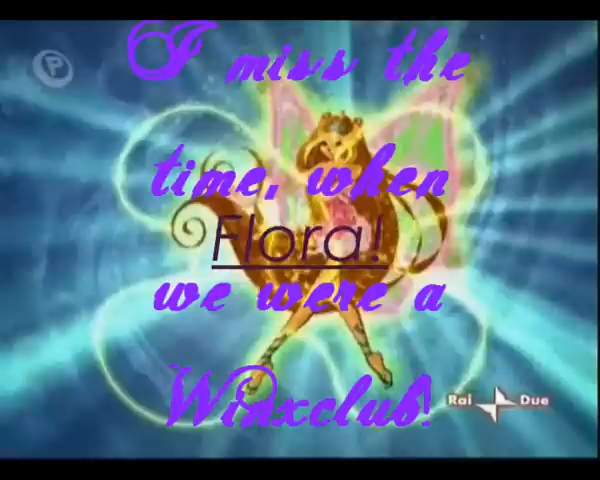 P
I miss the
time, when
Flora!
we were a
Winxclub!
Rai Due